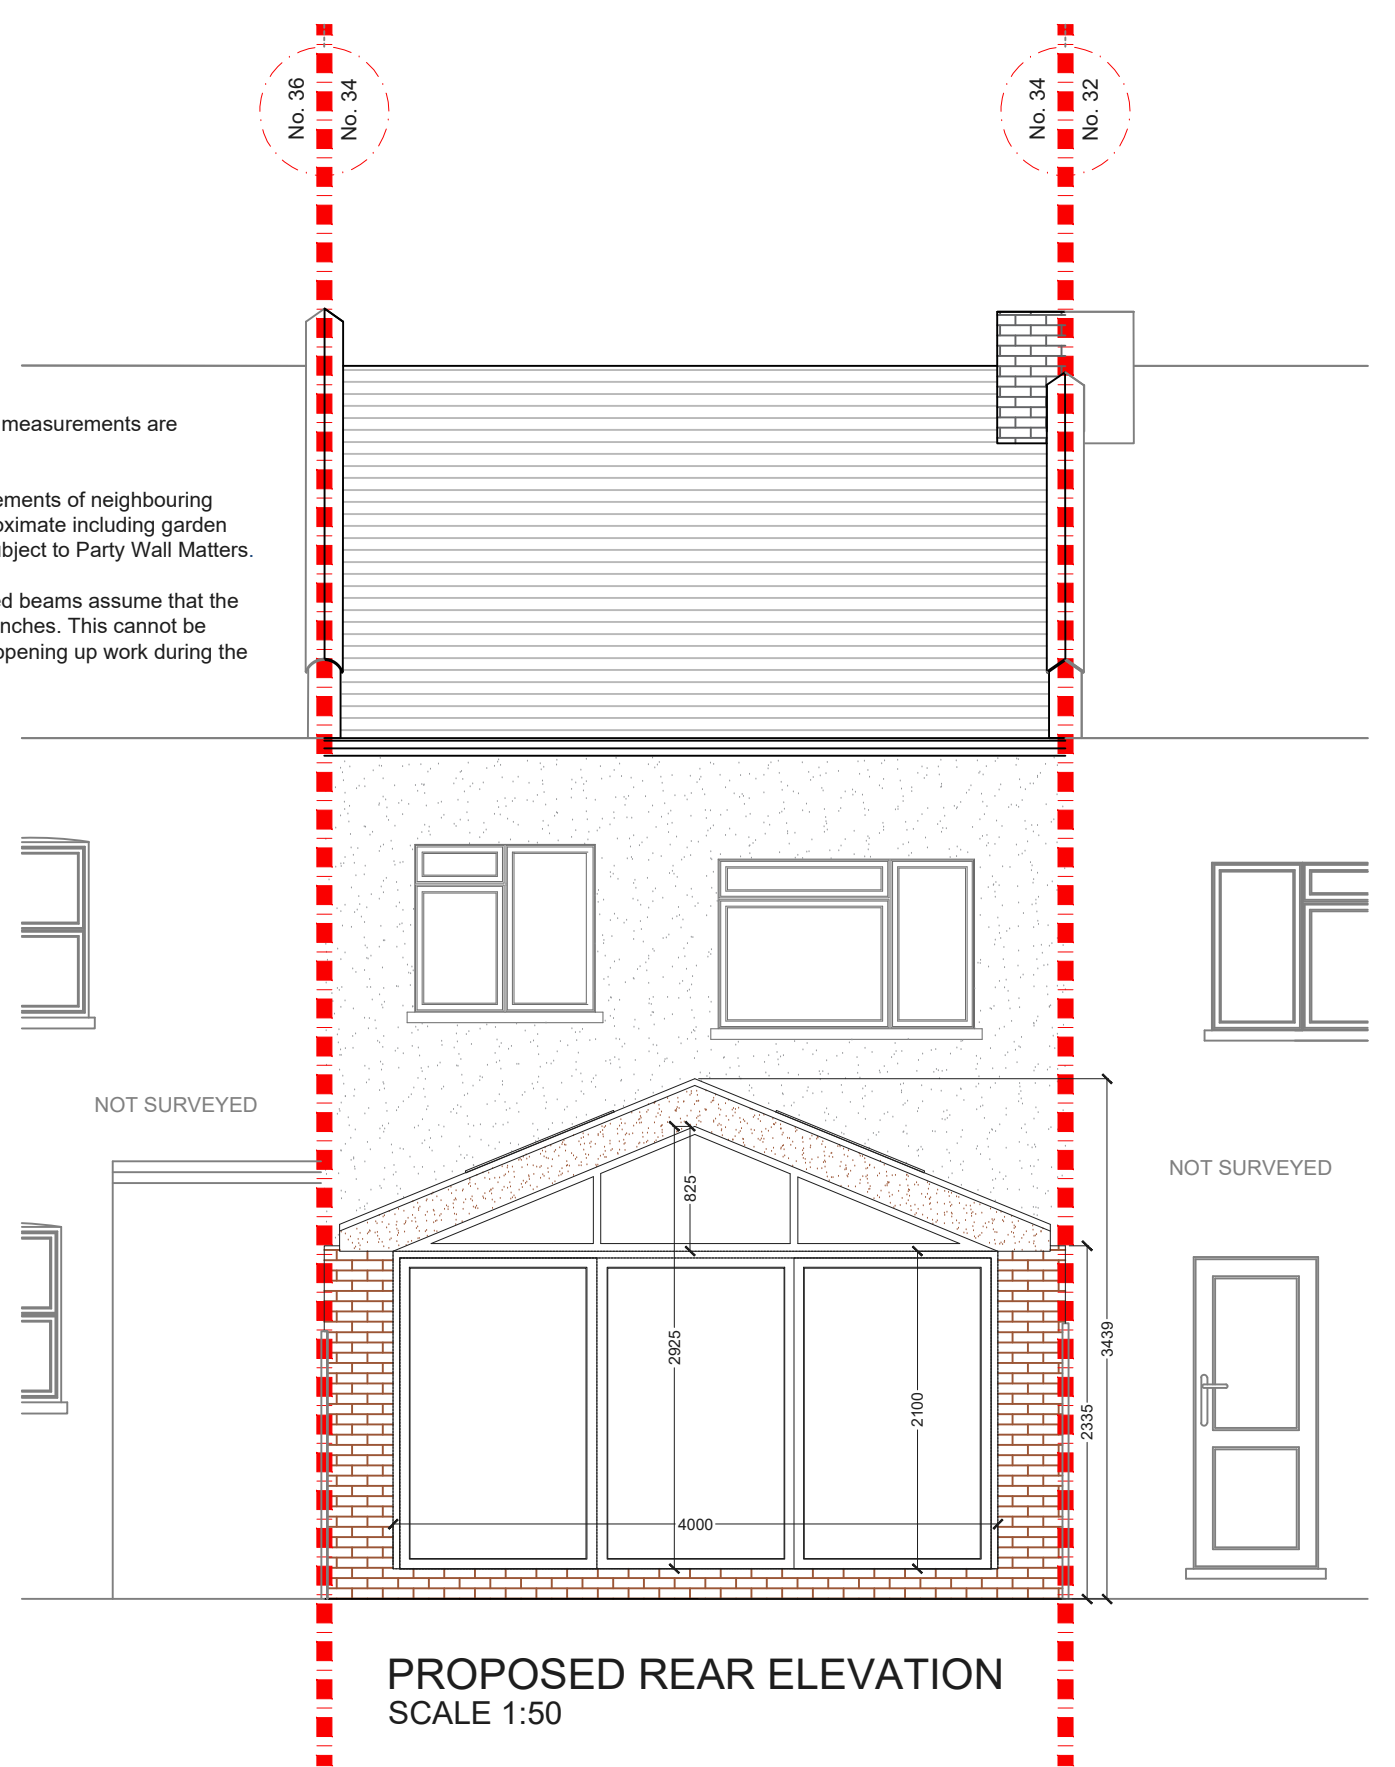 No. 36
No. 34
No. 34
No. 32
measurements are
ements of neighbouring
oximate including garden
bject to Party Wall Matters.
ed beams assume that the
nches. This cannot be
opening up work during the
NOT SURVEYED
NOT SURVEYED
825
2925
2100
4000
2335
3439
PROPOSED REAR ELEVATION
SCALE 1:50